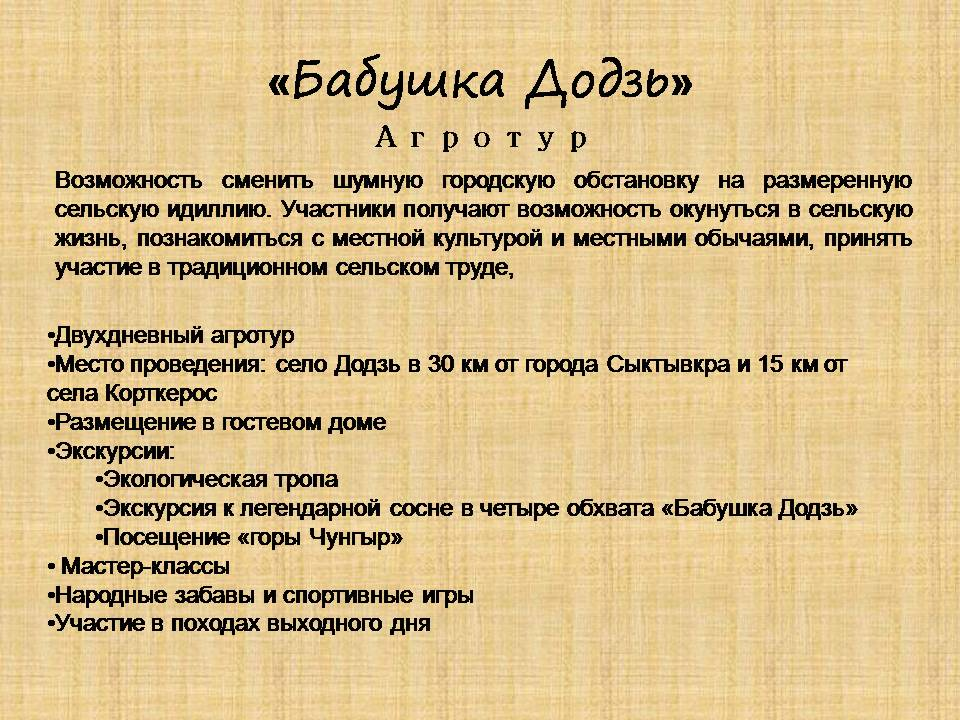 «Бабушка Додзь»
Агротур
Возможность сменить шумную городскую обстановку на размеренную
сельскую идиллию. Участники получают возможность окунуться в сельскую
жизнь, познакомиться с местной культурой и местными обычаями, принять
участие в традиционном сельском труде,
•Двухдневный агротур
•Место проведения: село Додзь в 30 км от города Сыктывкра и 15 км от
села Корткерос
•Размещение в гостевом доме
•Экскурсии:
•Экологическая тропа
•Экскурсия к легендарной сосне в четыре обхвата «Бабушка Додзь»
•Посещение «горы Чунгыр»
• Мастер-классы
•Народные забавы и спортивные игры
•Участие в походах выходного дня